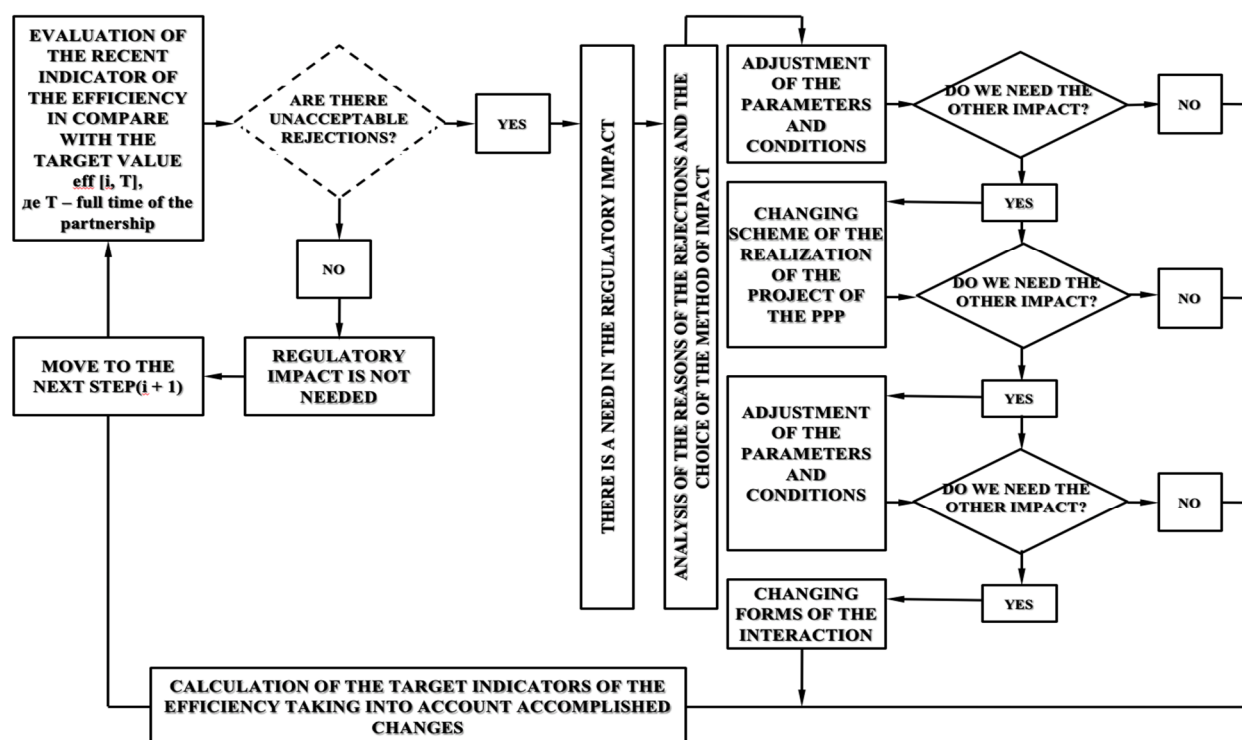 EVALUATION OF
THE RECENT
INDICATOR OF
THE EFFICIENCY
IN COMPARE
WITH THE
TARGET VALUE
eff [i, T],
де T – full time of the
partnership
ARE THERE
UNACCEPTABLE
REJECTIONS?
YES
NO
REGULATORY
IMPACT IS NOT
NEEDED
MOVE TO THE
NEXT STEP(i + 1)
THERE IS A NEED IN THE REGULATORY IMPACT
ANALYSIS OF THE REASONS OF THE REJECTIONS AND THE
CHOICE OF THE METHOD OF IMPACT
ADJUSTMENT
OF THE
PARAMETERS
AND
CONDITIONS
DO WE NEED THE
OTHER IMPACT?
NO
YES
CHANGING
SCHEME OF THE
REALIZATION
OF THE
PROJECT OF
THE PPP
DO WE NEED THE
OTHER IMPACT?
NO
YES
ADJUSTMENT
OF THE
PARAMETERS
AND
CONDITIONS
DO WE NEED THE
OTHER IMPACT?
NO
YES
CHANGING
FORMS OF THE
INTERACTION
CALCULATION OF THE TARGET INDICATORS OF THE
EFFICIENCY TAKING INTO ACCOUNT ACCOMPLISHED
CHANGES